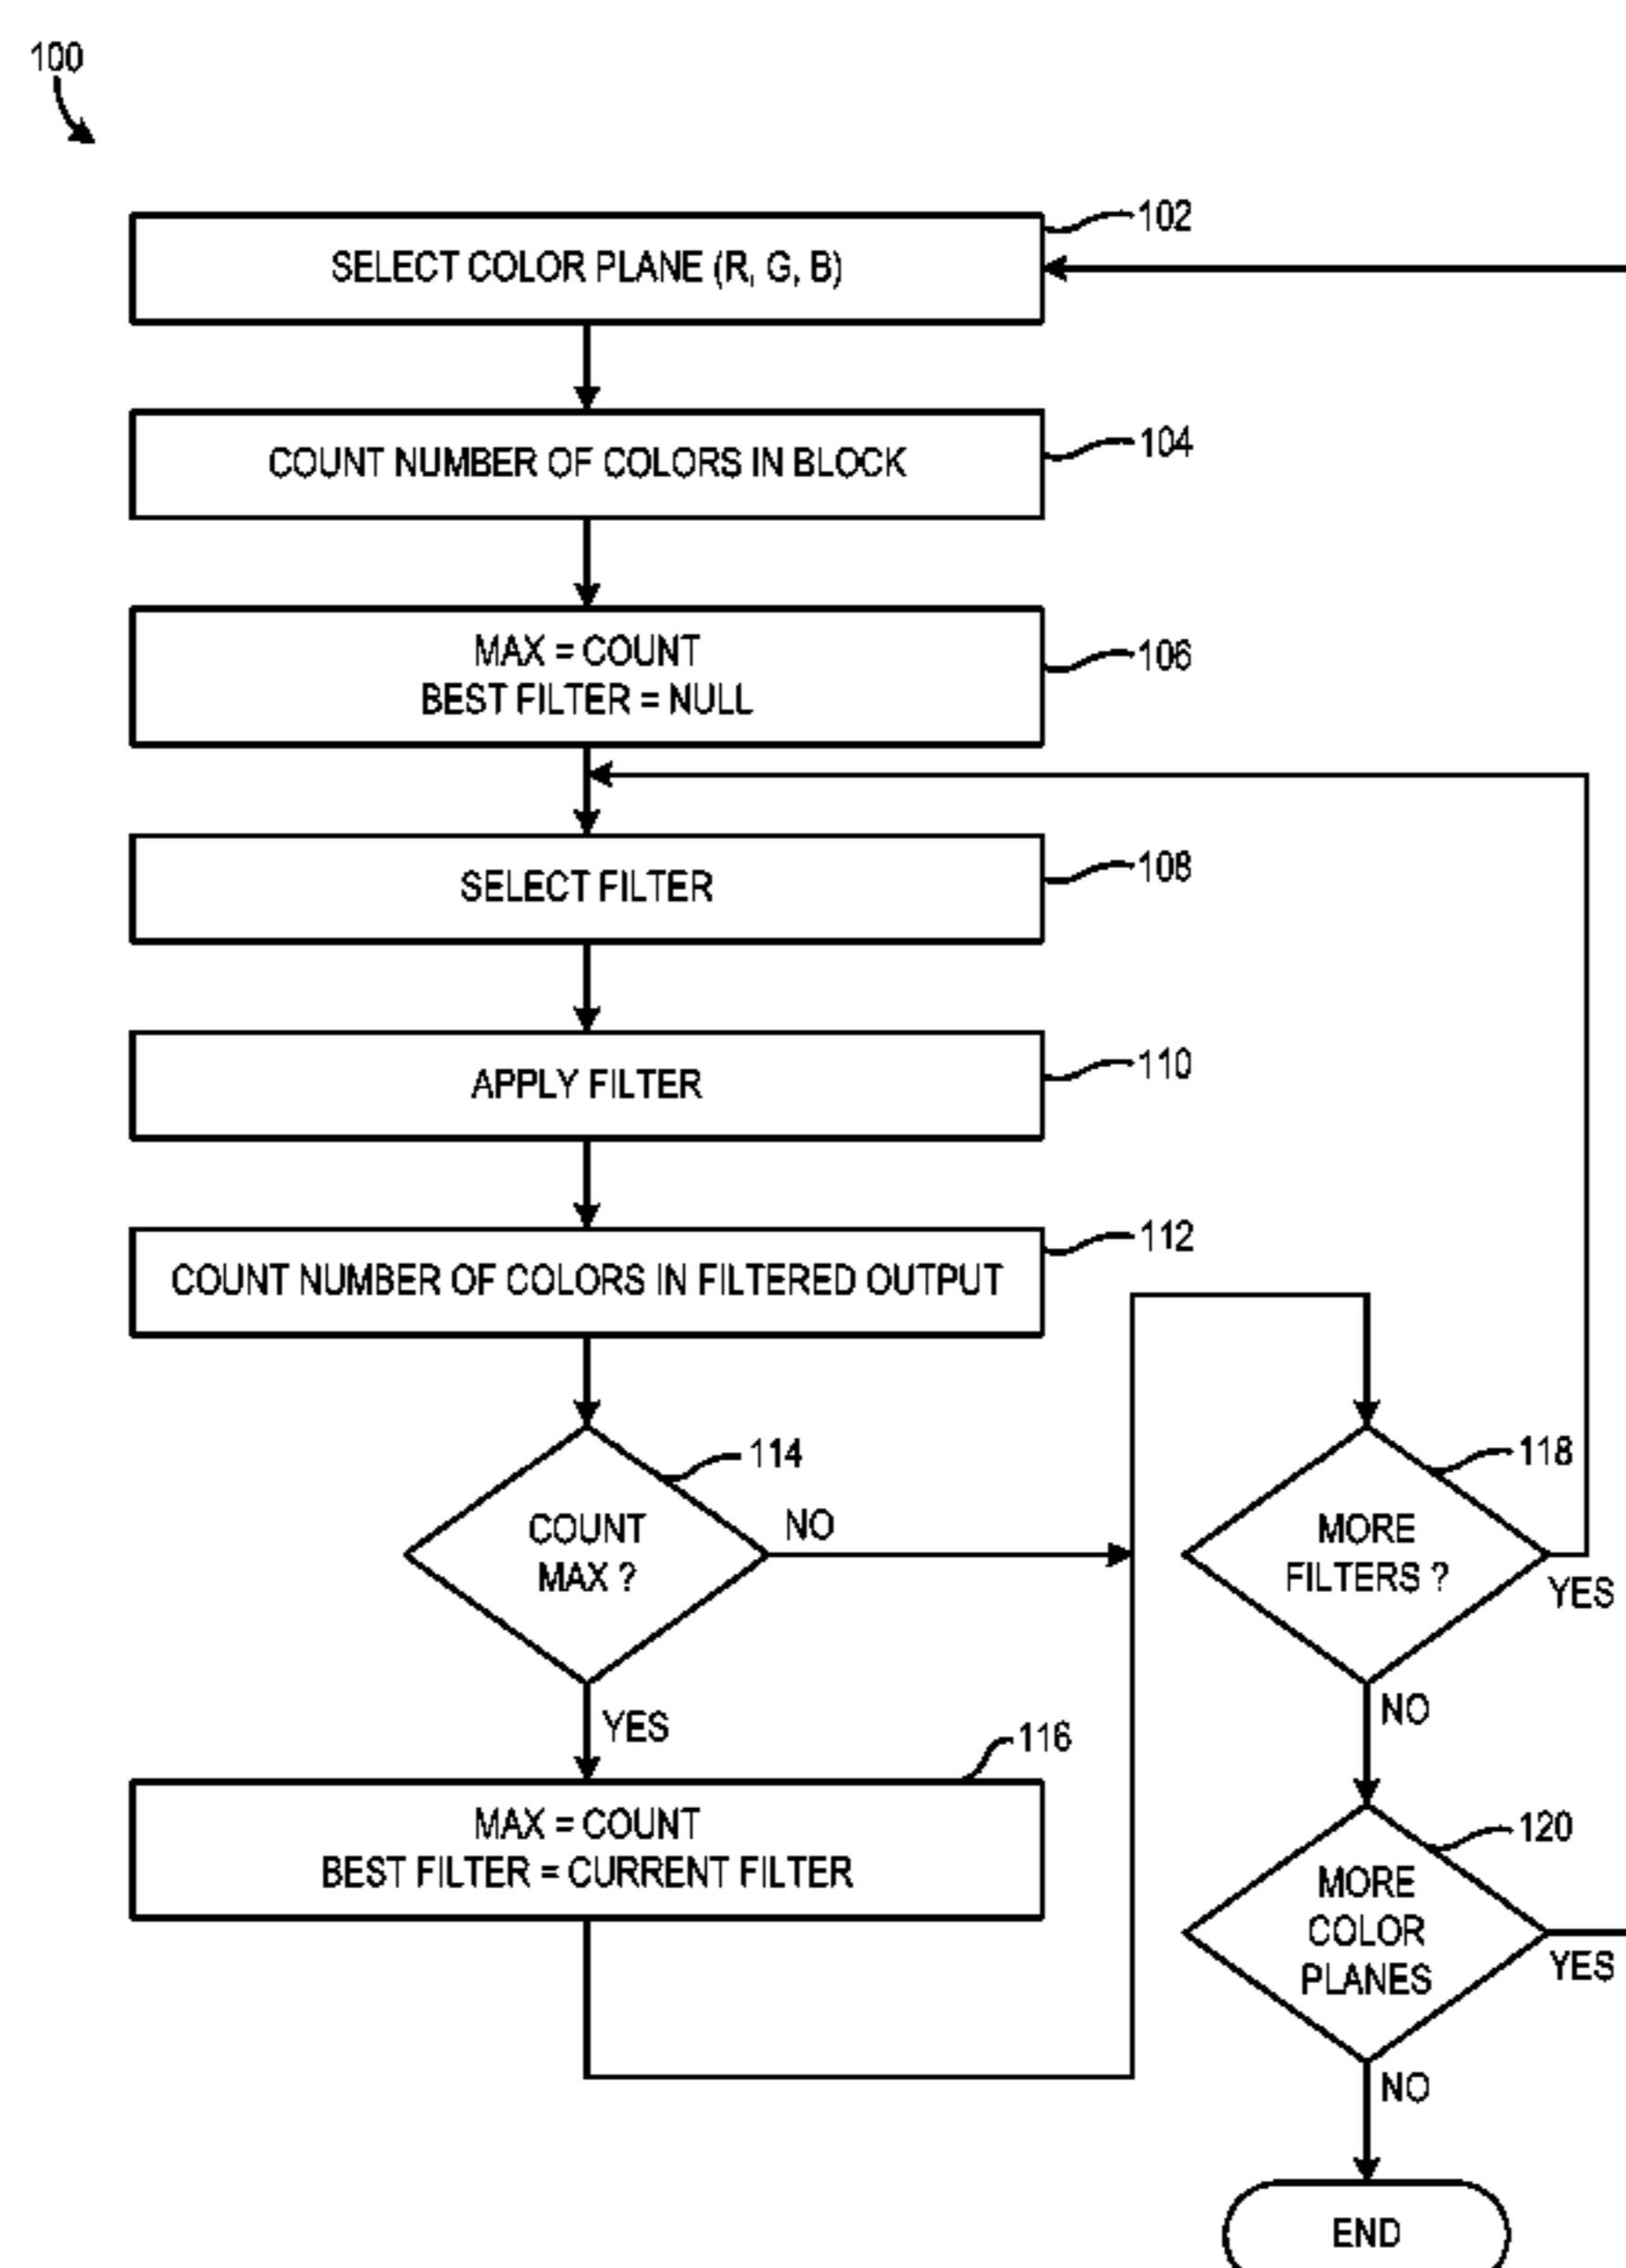 100
SELECT COLOR PLANE (R, G, B)
102
COUNT NUMBER OF COLORS IN BLOCK
104
MAX = COUNT
BEST FILTER = NULL
106
SELECT FILTER
108
APPLY FILTER
110
COUNT NUMBER OF COLORS IN FILTERED OUTPUT
112
COUNT
MAX ?
114
NO
YES
MAX = COUNT
BEST FILTER = CURRENT FILTER
116
MORE
FILTERS ?
118
YES
NO
MORE
COLOR
PLANES
120
YES
NO
END